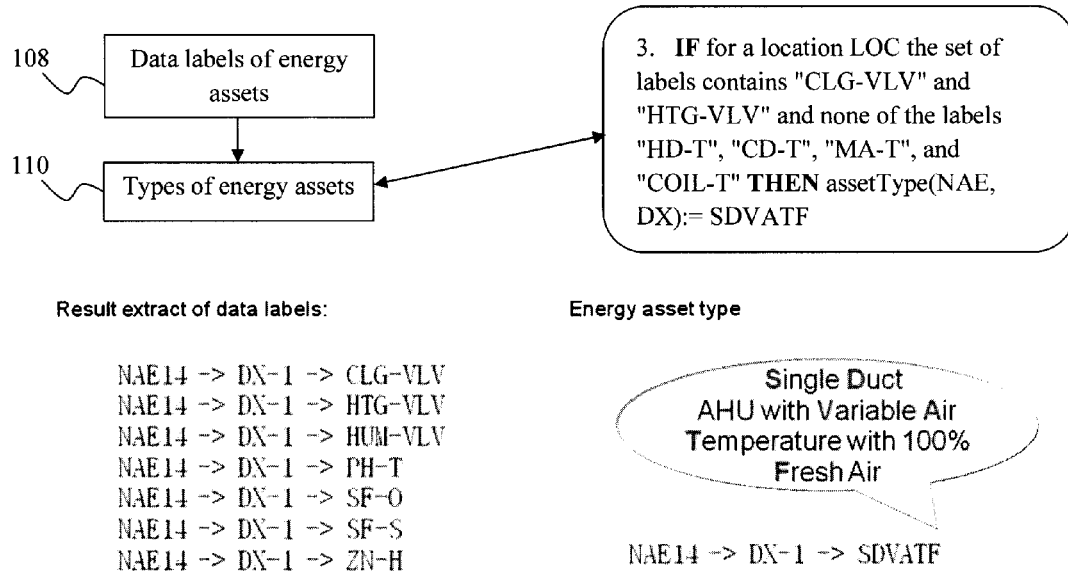 108
Data labels of energy
assets
110
Types of energy assets
3. IF for a location LOC the set of
labels contains "CLG-VLV" and
"HTG-VLV" and none of the labels
"HD-T", "CD-T", "MA-T", and
"COIL-T" THEN assetType(NAE,
DX):= SDVATF
Result extract of data labels:
NAE14 -> DX-1 -> CLG-VLV
NAE14 -> DX-1 -> HTG-VLV
NAE14 -> DX-1 -> HUM-VLV
NAE14 -> DX-1 -> PH-T
NAE14 -> DX-1 -> SF-O
NAE14 -> DX-1 -> SF-S
NAE14 -> DX-1 -> ZN-H
Energy asset type
Single Duct
AHU with Variable Air
Temperature with 100%
Fresh Air
NAE14 -> DX-1 -> SDVATF